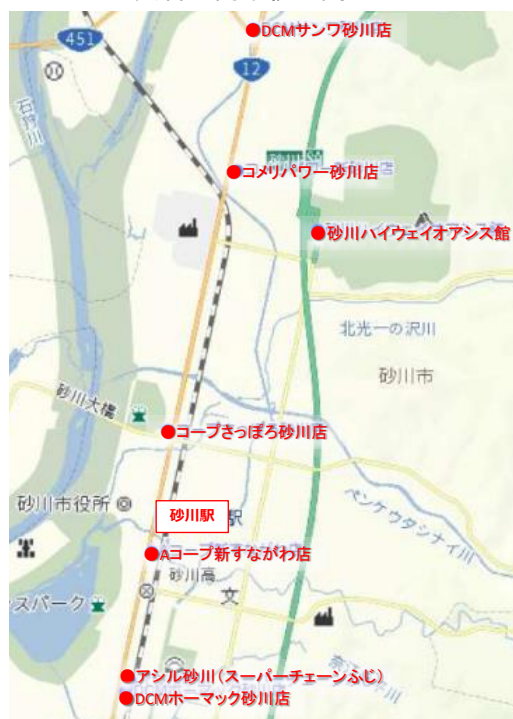 ●DCMサンワ砂川店
451
12
石狩川
砂川SA
●コメリパワー砂川店
●砂川ハイウェイオアシス館
北光一の沢川
砂川市
砂川大橋
●コープさっぽろ砂川店
砂川市役所
砂川駅
駅
ペンケウタシナイ川
●Aコープ新すながわ店
砂川高
文
スパーク
●アシル砂川(スーパーチェーンふじ)
●DCMホーマック砂川店